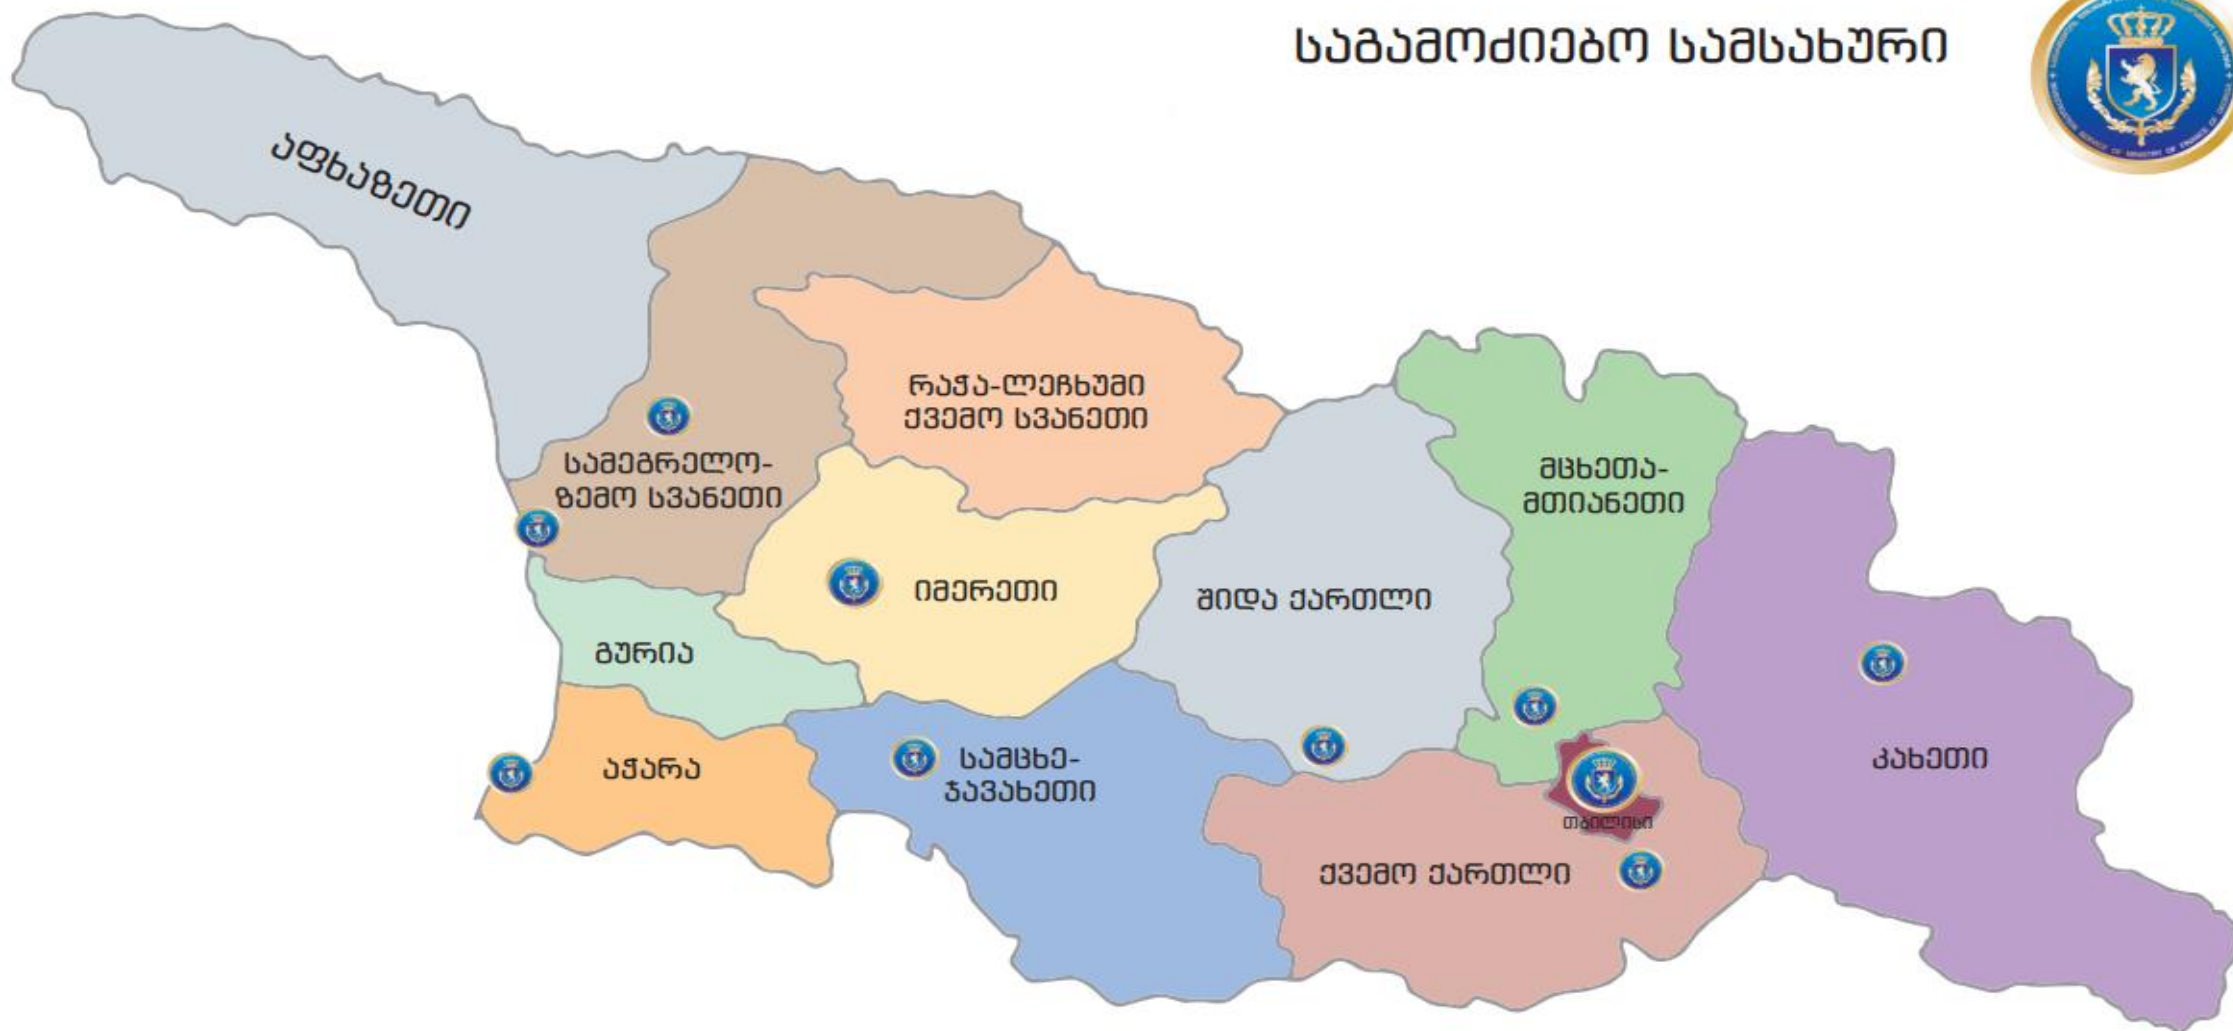 საგამოძიებო სამსახური
აფხაზეთი
რაჭა-ლეჩხუმი
ქვემო სვანეთი
სამეგრელო-
ზემო სვანეთი
მცხეთა-
მთიანეთი
იმერეთი
შიდა ქართლი
გურია
აჭარა
სამცხე-
ჯავახეთი
კახეთი
თბილისი
ქვემო ქართლი